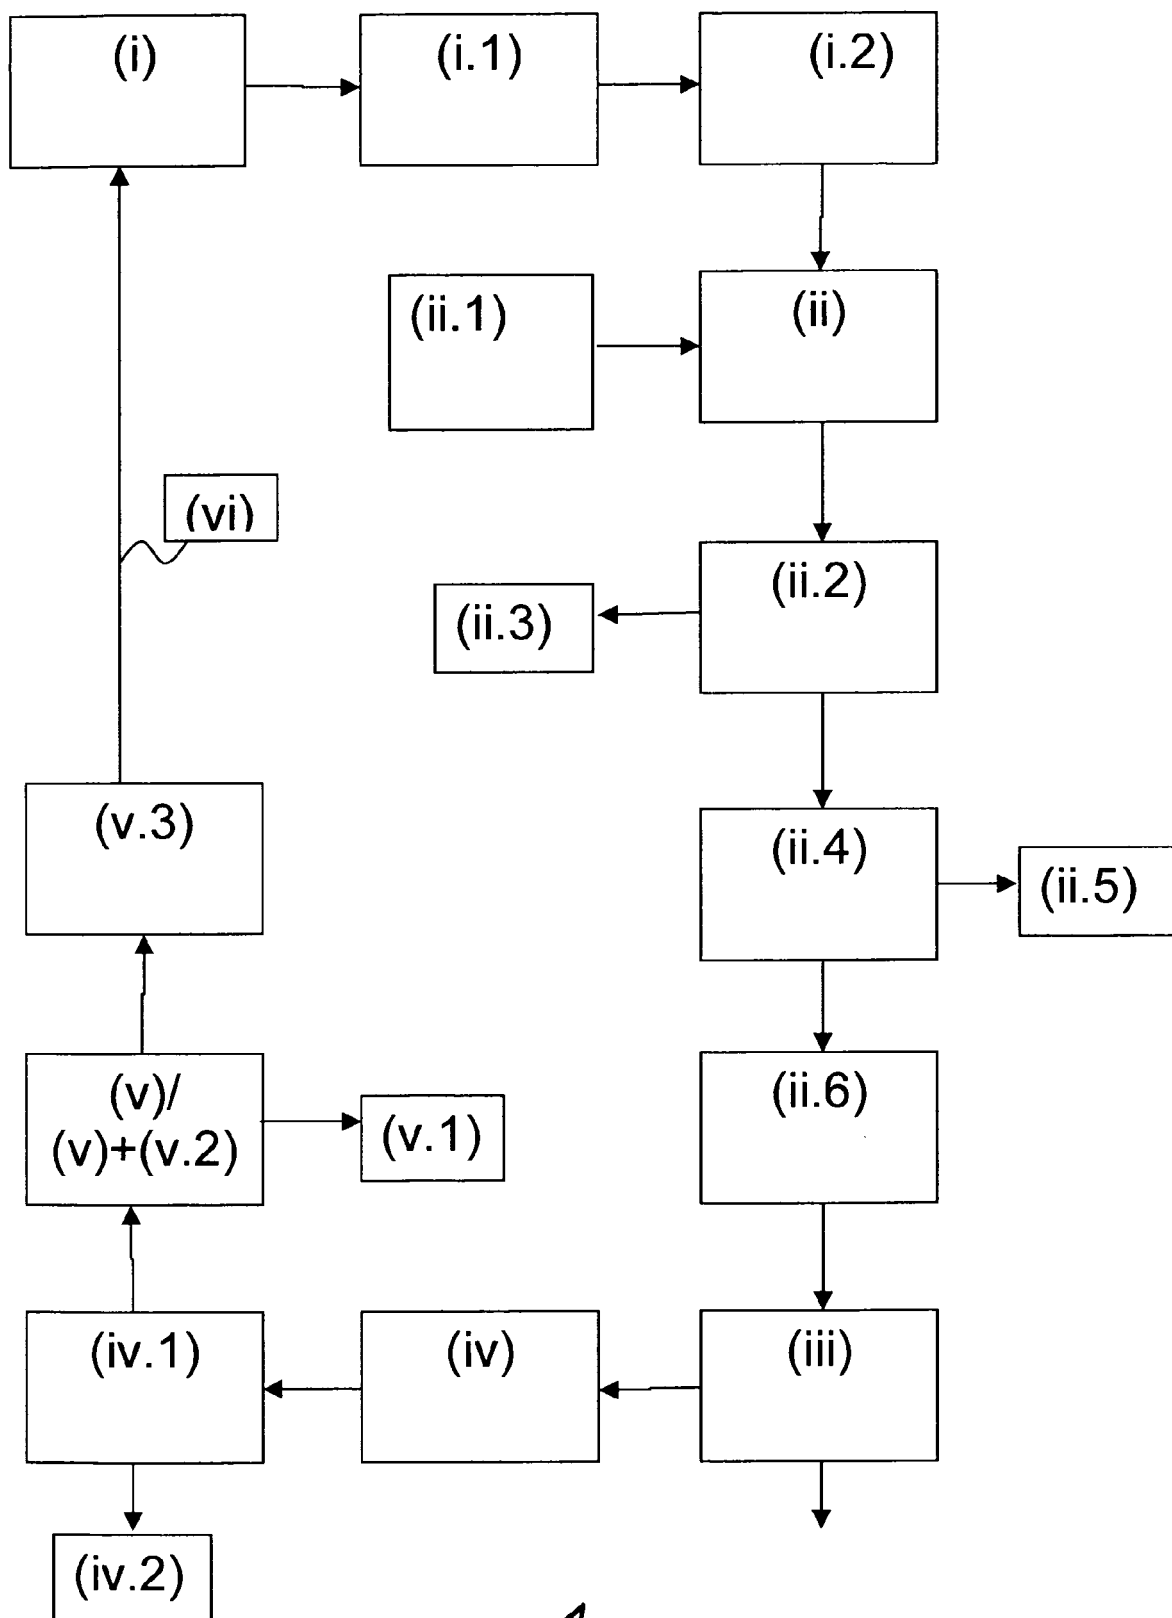 (i)
(i.1)
(i.2)
(ii.1)
(ii)
(vi)
(ii.2)
(ii.3)
(v.3)
(ii.4)
(ii.5)
(v)/
(v)+(v.2)
(v.1)
(ii.6)
(iv.1)
(iv)
(iii)
(iv.2)